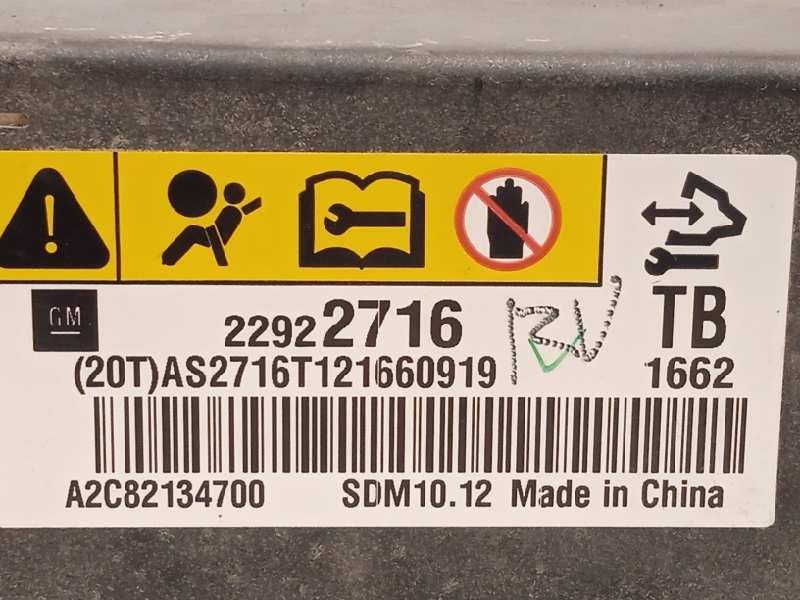 GM
22922716
TB
(20T)AS2716T121660919
1662
A2C82134700 SDM10.12 Made in China